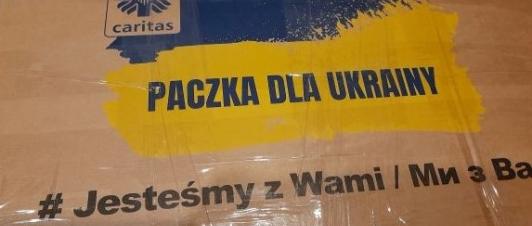 caritas
PACZKA DLA UKRAINY
# Jesteśmy z Wami / Ми з Ва